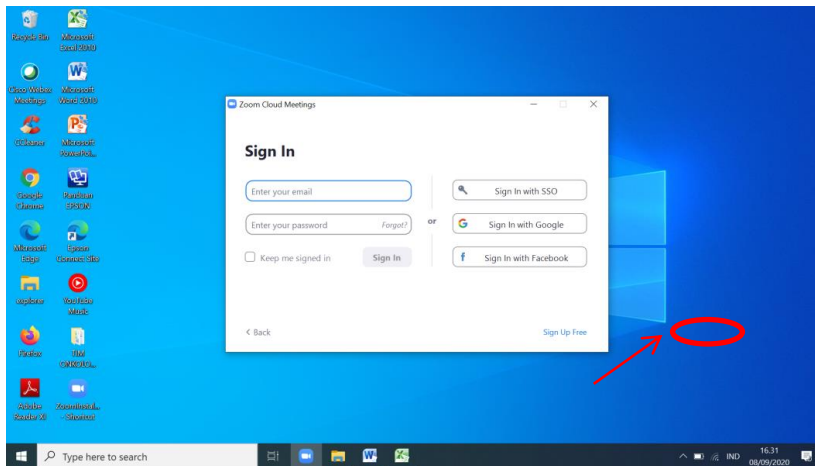 Recycle Bin
Microsoft
Excel 2010
Cisco Webex
Meetings
Microsoft
Word 2010
CCleaner
Microsoft
PowerPoi...
Google
Chrome
Panduan
EPSON
Microsoft
Edge
Epson
Connect Site
explorer
YouTube
Music
Firefox
TIM
ONKOLO...
Adobe
Reader XI
ZoomInstal...
- Shortcut
Zoom Cloud Meetings
Sign In
Enter your email
Enter your password Forgot?
Keep me signed in Sign In
or
Sign In with SSO
Sign In with Google
Sign In with Facebook
< Back
Sign Up Free
Type here to search
IND
16.31
08/09/2020